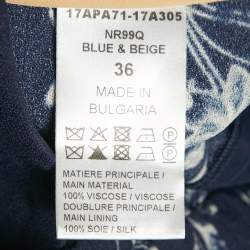 17APA71-17A305
NR99Q
BLUE & BEIGE
36
MADE IN
BULGARIA
MATIERE PRINCIPALE /
MAIN MATERIAL
100% VISCOSE / VISCOSE
DOUBLURE PRINCIPALE /
MAIN LINING
100% SOIE / SILK